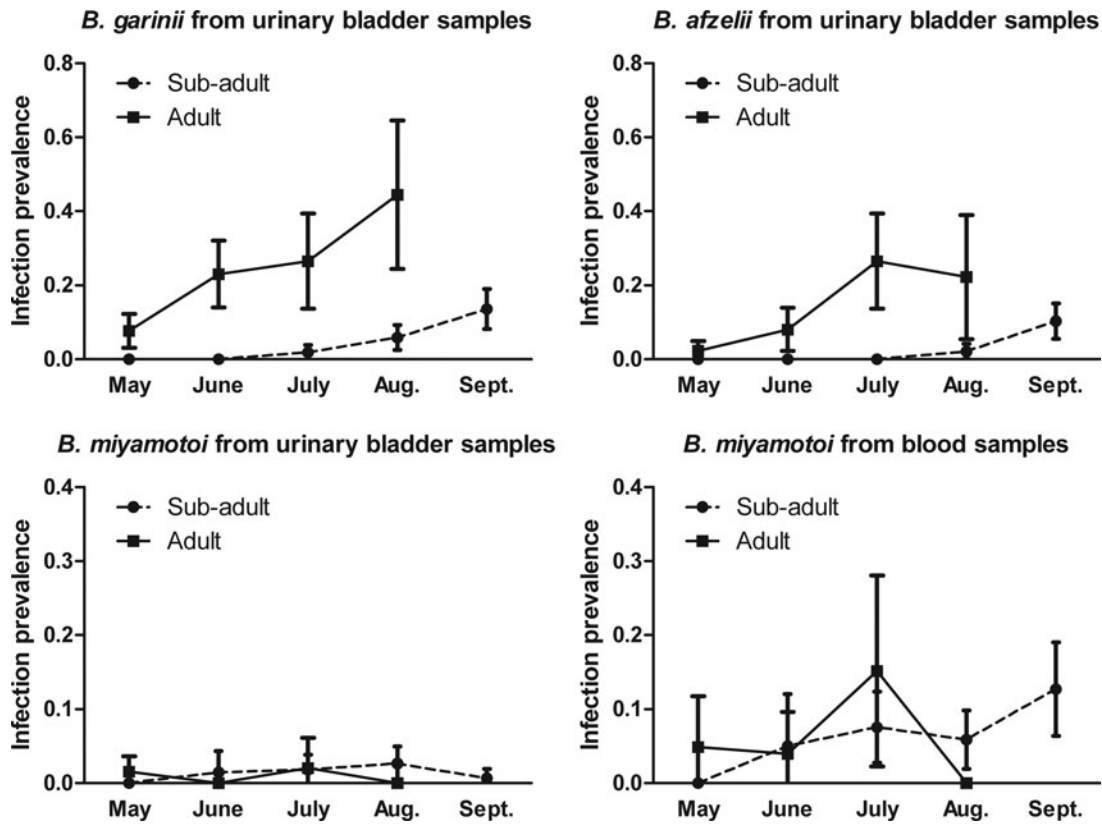 B. garinii from urinary bladder samples
Infection prevalence
0.8
0.6
0.4
0.2
0.0
Sub-adult
Adult
May June July Aug. Sept.
B. afzelii from urinary bladder samples
Infection prevalence
0.8
0.6
0.4
0.2
0.0
Sub-adult
Adult
May June July Aug. Sept.
B. miyamotoi from urinary bladder samples
Infection prevalence
0.4
0.3
0.2
0.1
0.0
Sub-adult
Adult
May June July Aug. Sept.
B. miyamotoi from blood samples
Infection prevalence
0.4
0.3
0.2
0.1
0.0
Sub-adult
Adult
May June July Aug. Sept.